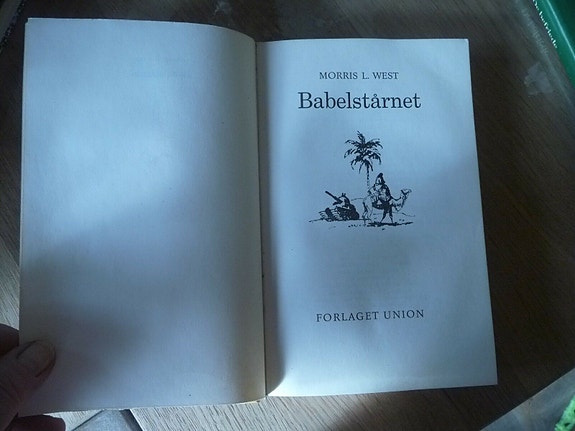 MORRIS L. WEST
Babelstårnet
FORLAGET UNION